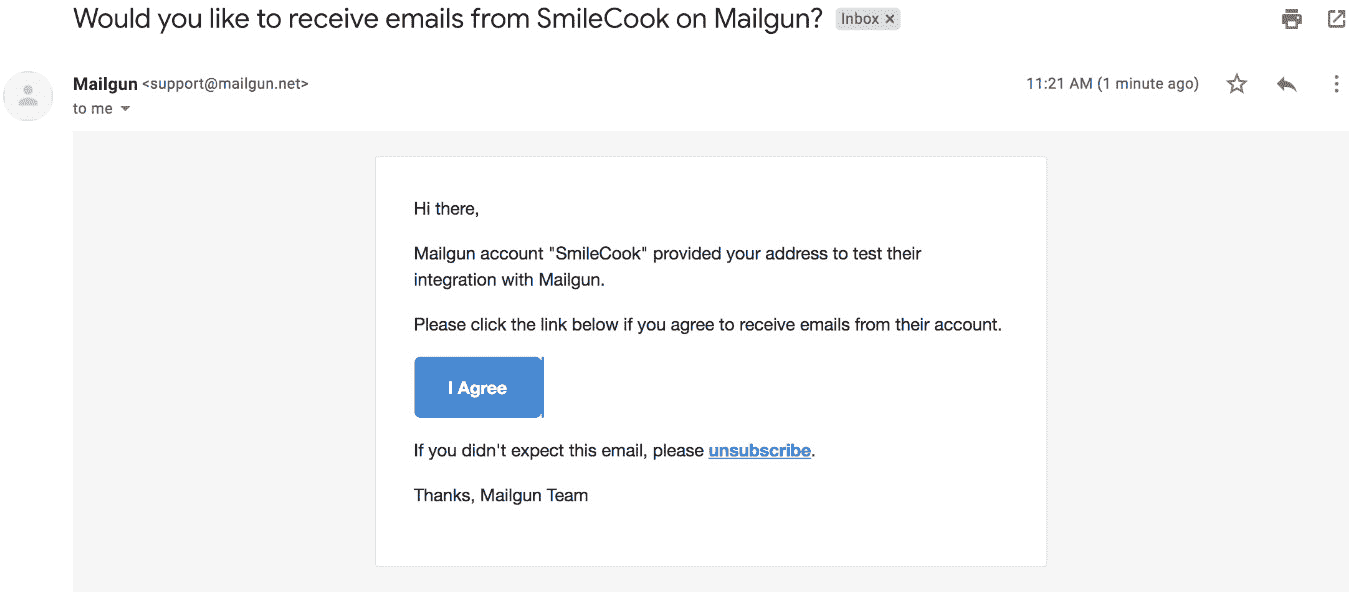 Would you like to receive emails from SmileCook on Mailgun? Inbox ×
Mailgun <support@mailgun.net> 11:21 AM (1 minute ago)
to me
Hi there,
Mailgun account "SmileCook" provided your address to test their
integration with Mailgun.
Please click the link below if you agree to receive emails from their account.
I Agree
If you didn't expect this email, please unsubscribe.
Thanks, Mailgun Team